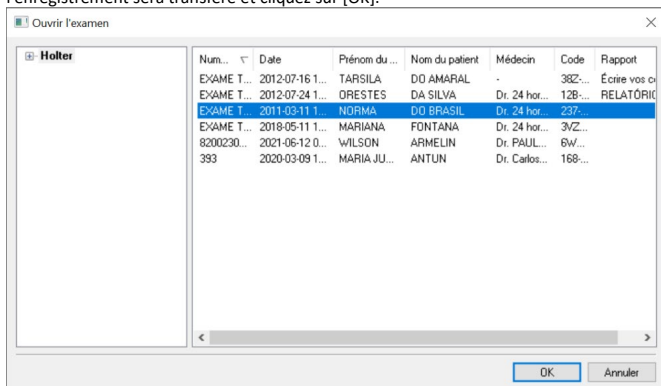 l'enregistrement sera transféré et cliquez sur [OK].
Ouvrir l'examen
Holter
Num... Date Prénom du ... Nom du patient Médecin Code Rapport
EXAME T... 2012-07-16 1... TARSILA DO AMARAL - 38Z-... Écrire vos c
EXAME T... 2012-07-24 1... ORESTES DA SILVA Dr. 24 hor... 12B-... RELATÓRI
EXAME T... 2011-03-11 1... NORMA DO BRASIL Dr. 24 hor... 237-...
EXAME T... 2018-05-11 1... MARIANA FONTANA Dr. 24 hor... 3VZ...
8200230... 2021-06-12 0... WILSON ARMELIN Dr. PAUL... 6W...
393 2020-03-09 1... MARIA JU... ANTUN Dr. Carlos... 168-...
OK Annuler